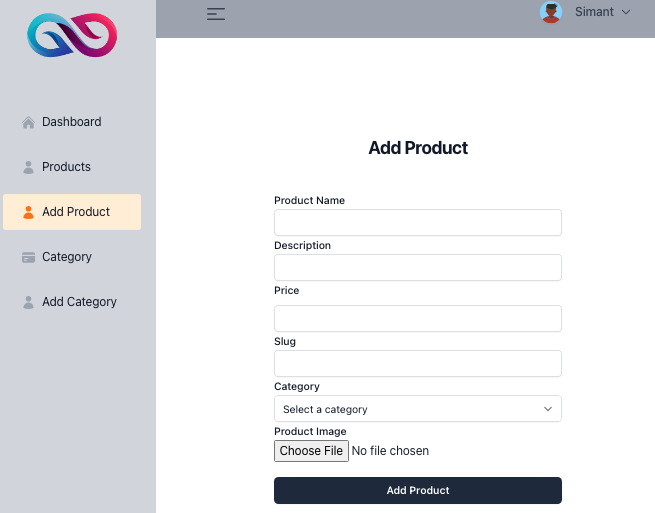 Simant
Dashboard
Products
Add Product
Category
Add Category
Add Product
Product Name
Description
Price
Slug
Category
Select a category
Product Image
Choose File No file chosen
Add Product